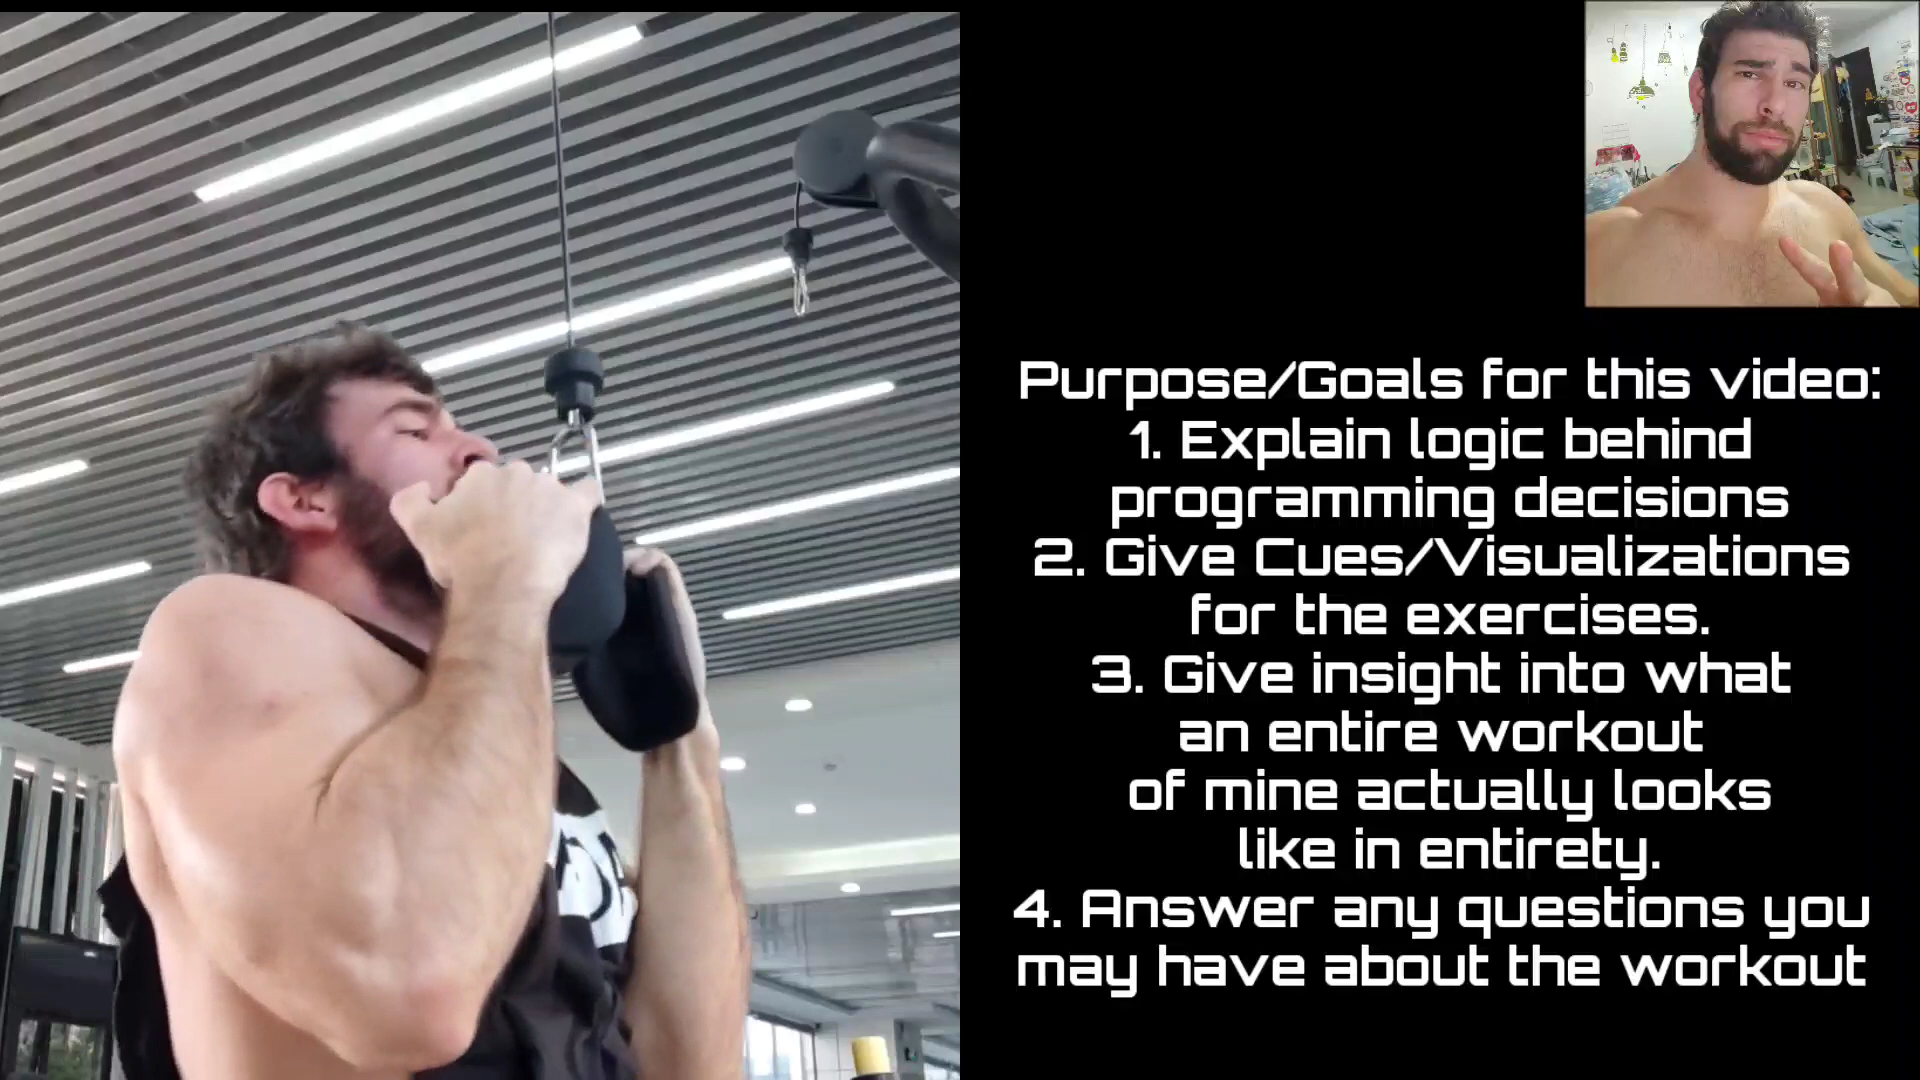 Purpose/Goals for this video:
1. Explain logic behind
programming decisions
2. Give Cues/Visualizations
for the exercises.
3. Give insight into what
an entire workout
of mine actually looks
like in entirety.
4. Answer any questions you
may have about the workout